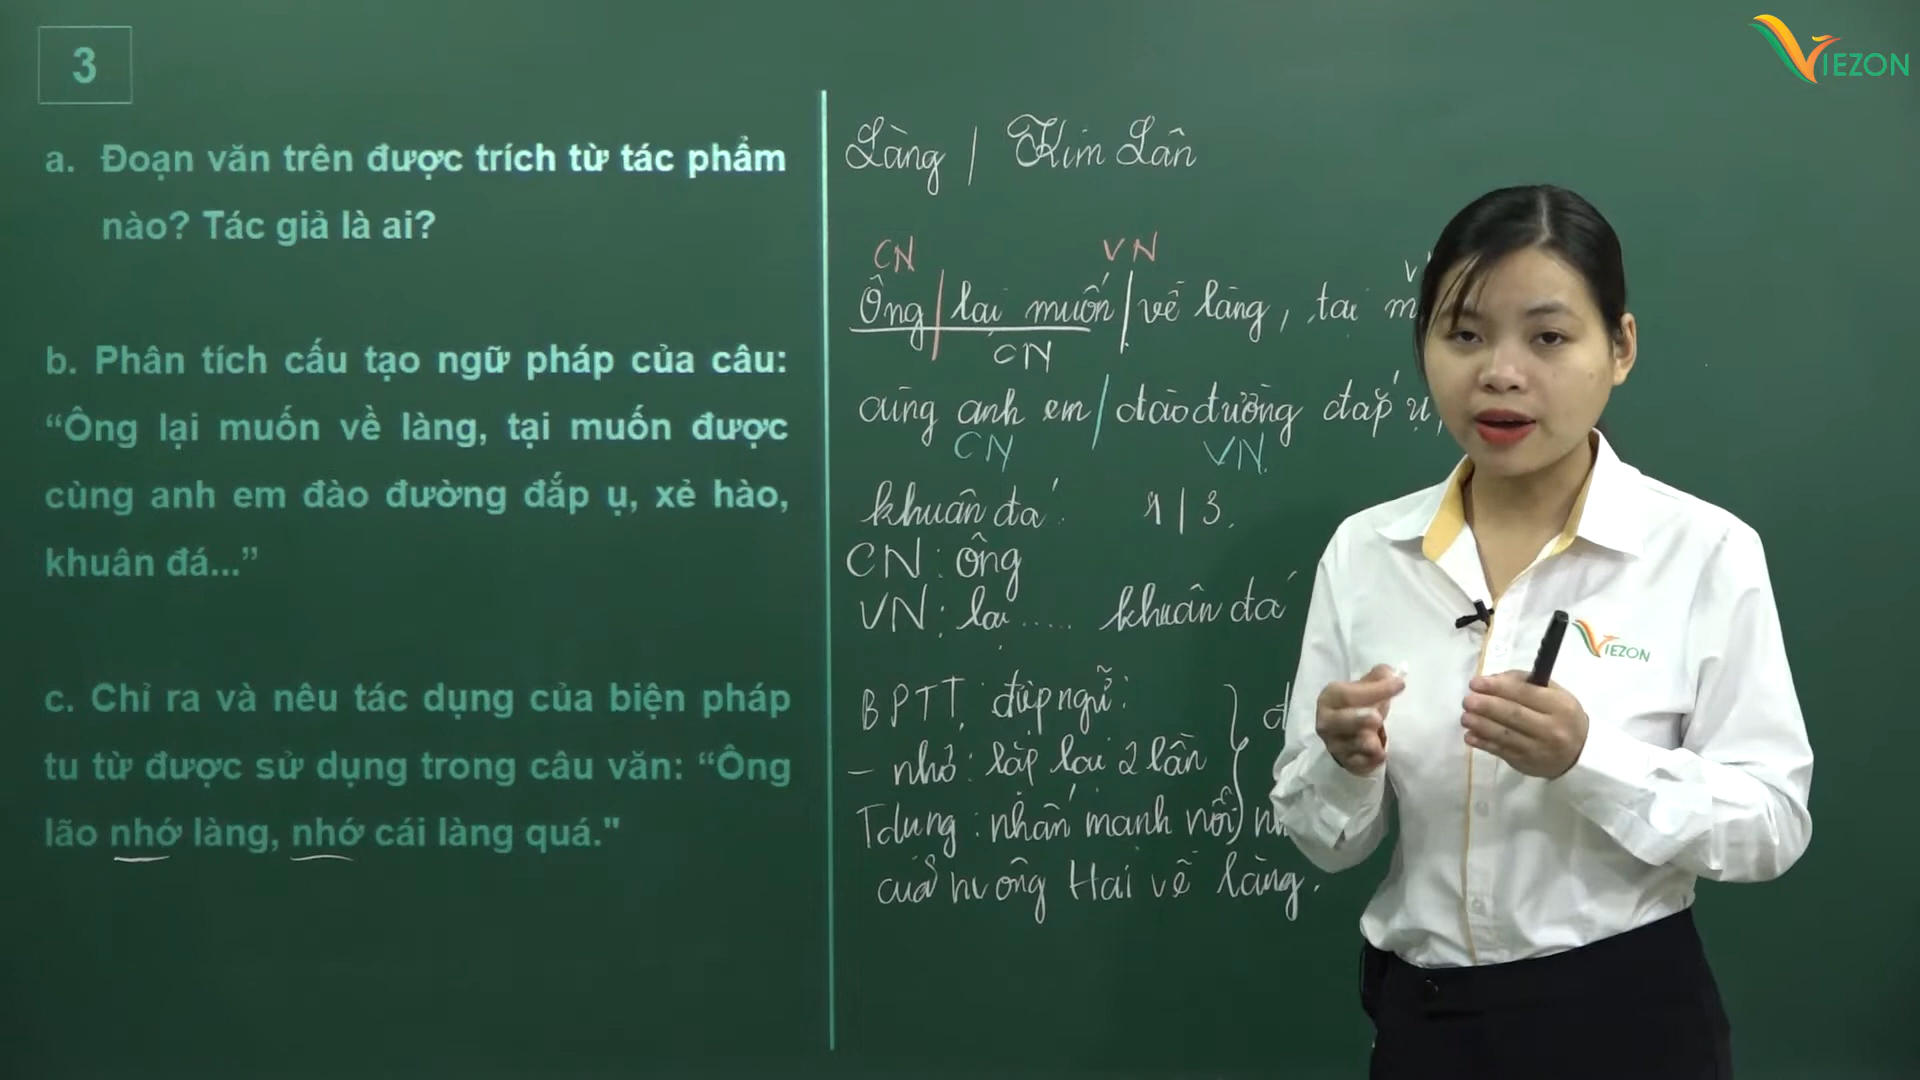 3
VIEZON
a. Đoạn văn trên được trích từ tác phẩm
nào? Tác giả là ai?
b. Phân tích cấu tạo ngữ pháp của câu:
“Ông lại muốn về làng, tại muốn được
cùng anh em đào đường đắp ụ, xẻ hào,
khuân đá...”
c. Chỉ ra và nêu tác dụng của biện pháp
tu từ được sử dụng trong câu văn: “Ông
lão nhớ làng, nhớ cái làng quá."
Làng / Kim Lân
CN VN
Ông / lại muốn / về làng, tại
CN
cùng anh em / đào đường đắp ụ,
CN VN
khuân đá
CN: ông
VN: lại ..... khuân đá
BPTT: điệp ngữ:
- nhớ: lặp lại 2 lần
Tdụng: nhấn mạnh nỗi
của nv ông Hai về làng.
VIEZON